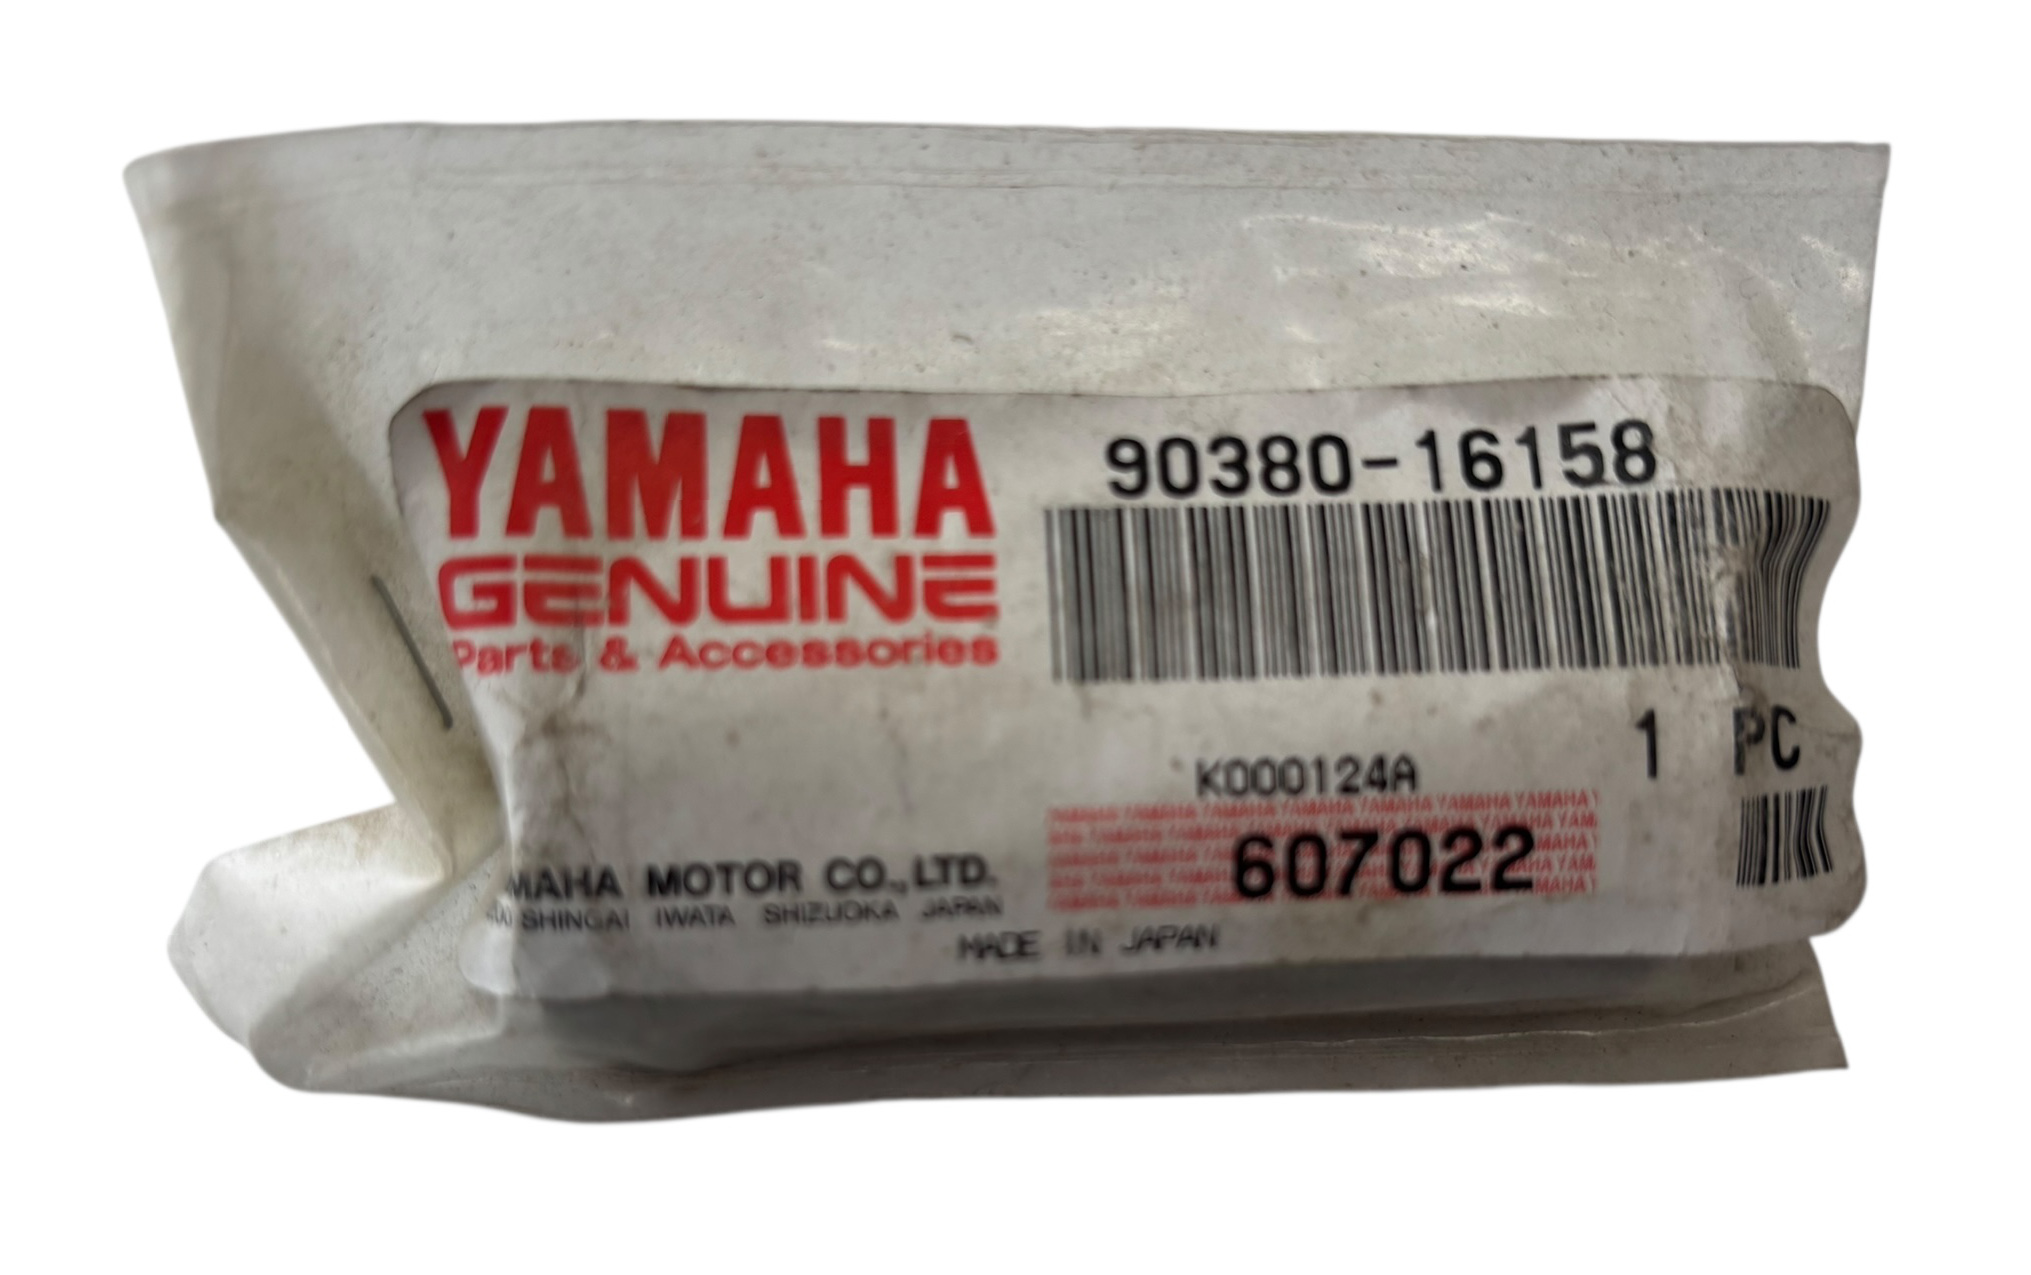 YAMAHA
GENUINE
Parts & Accessories
90380-16158
1 PC
K000124A
607022
MAHA MOTOR CO., LTD.
SHINGAI IWATA SHIZUOKA JAPAN
MADE IN JAPAN